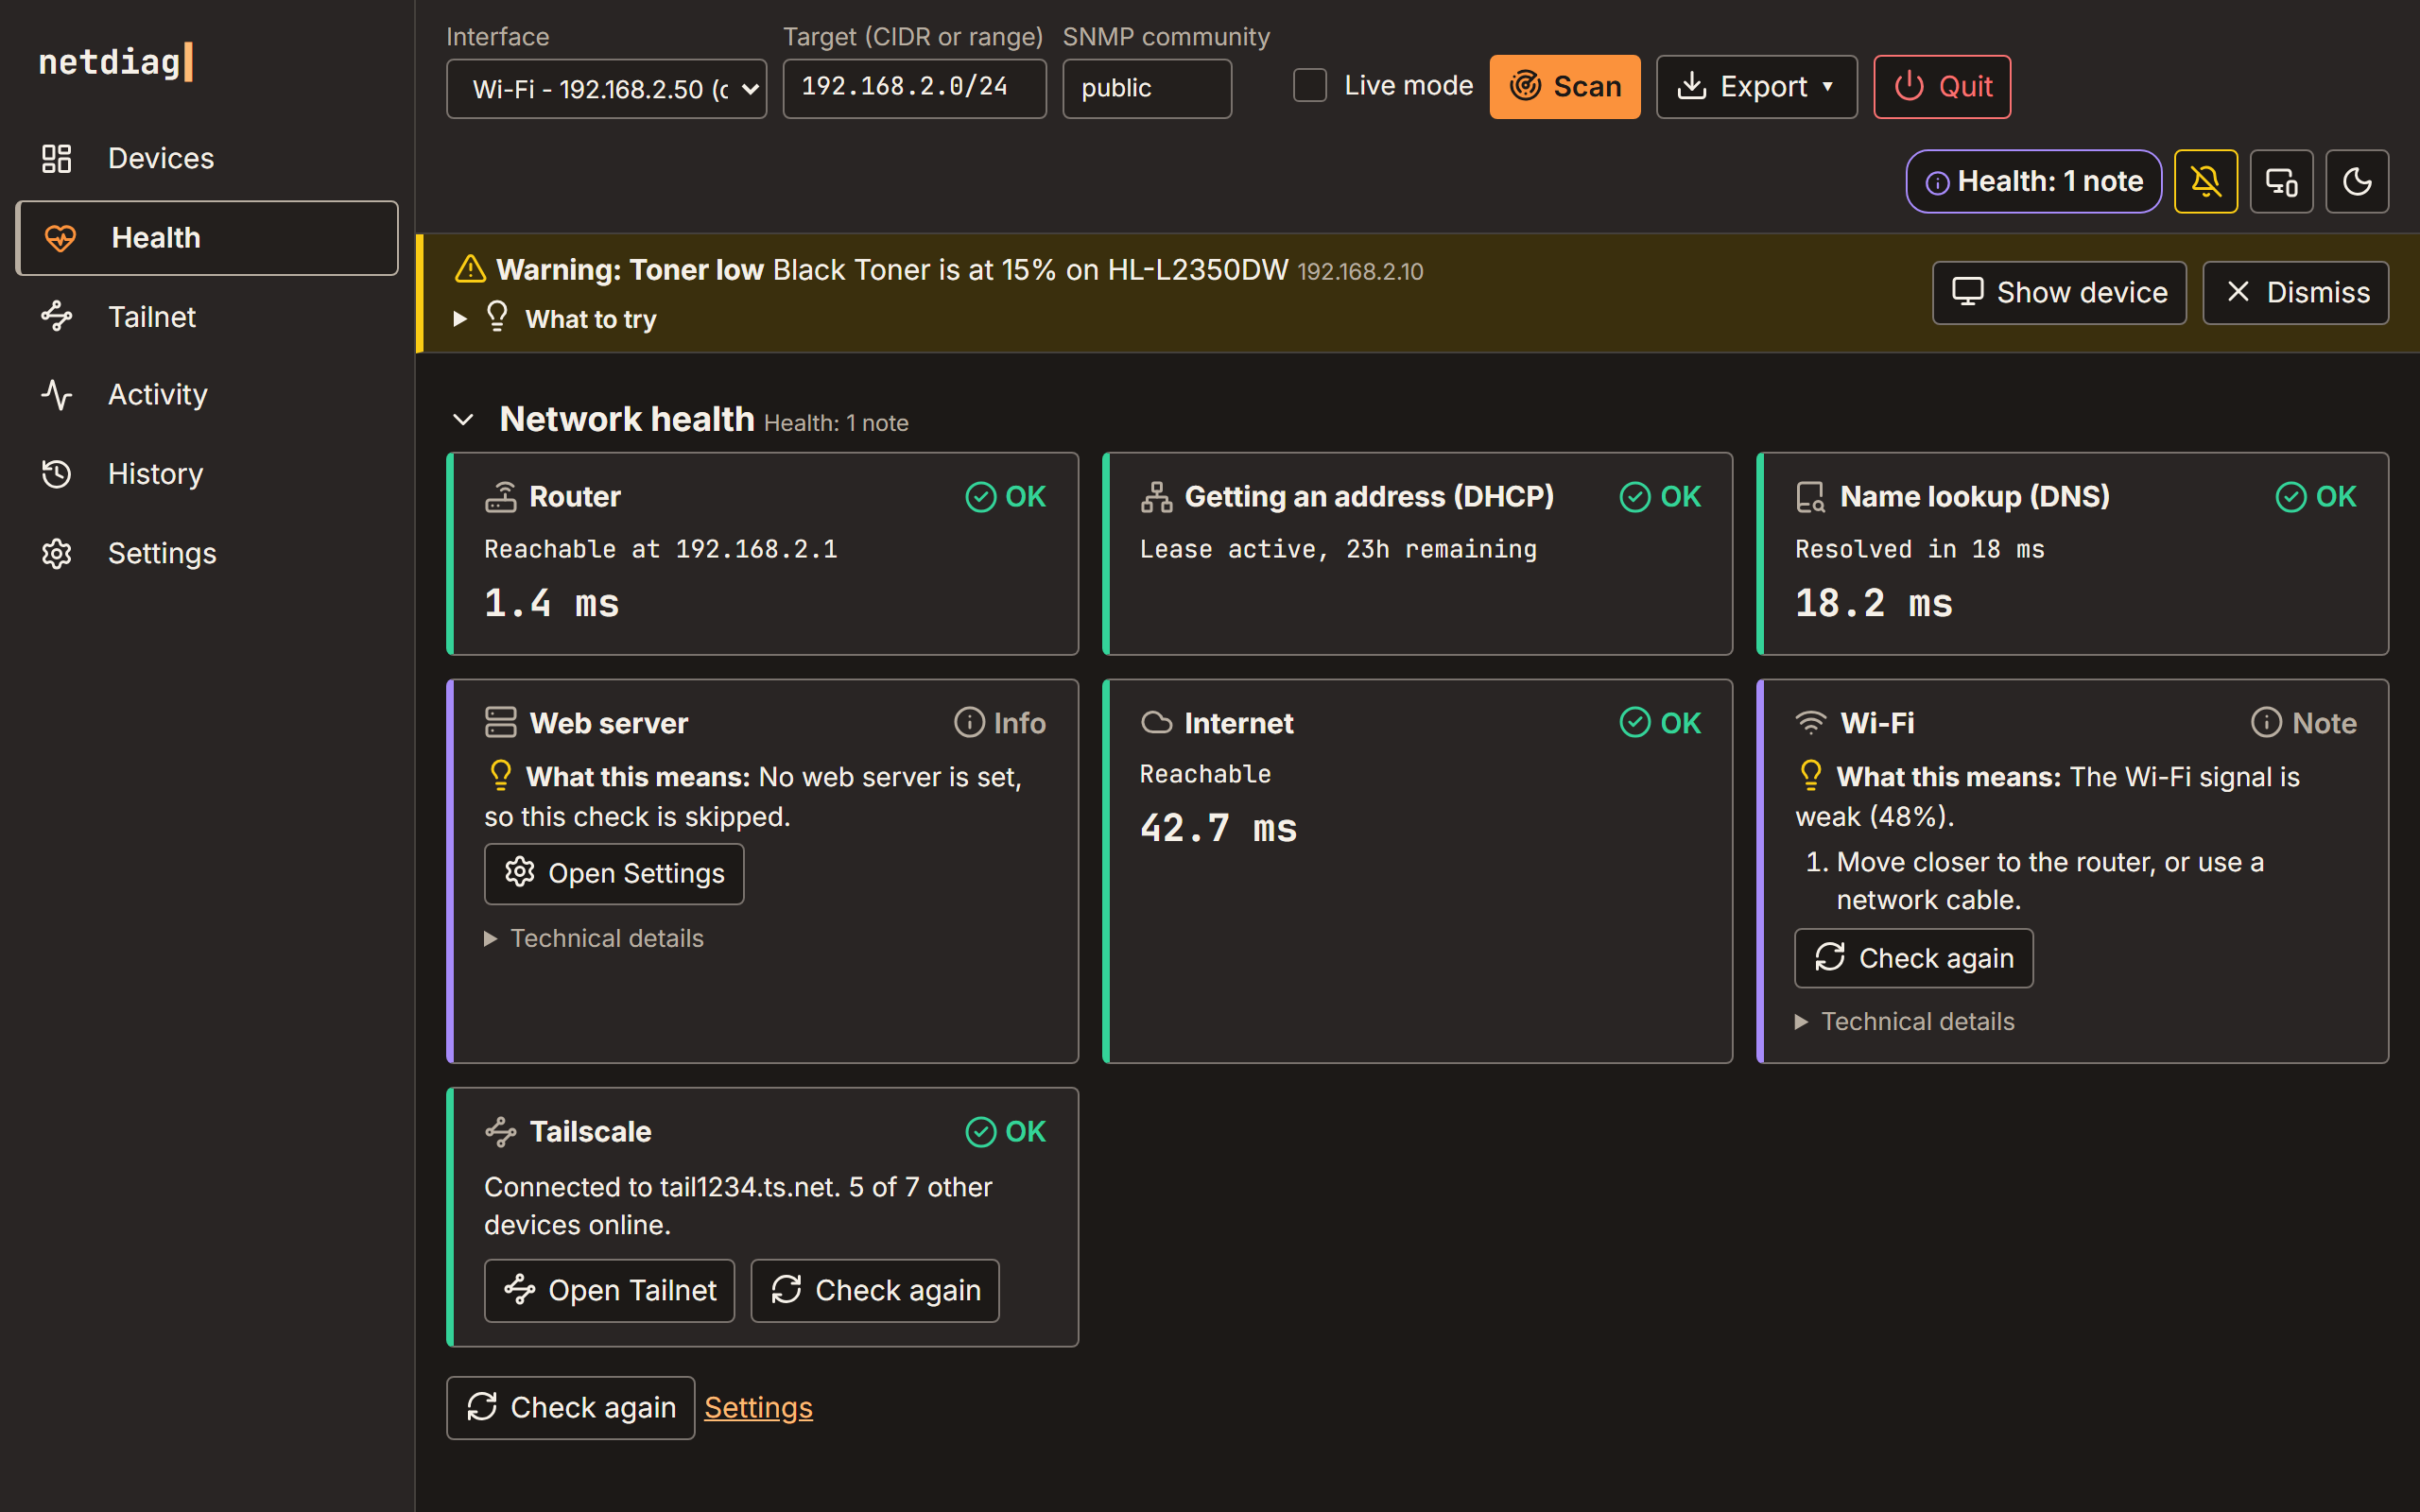 netdiag
Devices
Health
Tailnet
Activity
History
Settings
Interface
Target (CIDR or range)
SNMP community
Wi-Fi - 192.168.2.50 (c
192.168.2.0/24
public
Live mode
Scan
Export
Quit
Health: 1 note
Warning: Toner low Black Toner is at 15% on HL-L2350DW 192.168.2.10
What to try
Show device
Dismiss
Network health Health: 1 note
Router
OK
Reachable at 192.168.2.1
1.4 ms
Getting an address (DHCP)
OK
Lease active, 23h remaining
Name lookup (DNS)
OK
Resolved in 18 ms
18.2 ms
Web server
Info
What this means: No web server is set,
so this check is skipped.
Open Settings
Technical details
Internet
OK
Reachable
42.7 ms
Wi-Fi
Note
What this means: The Wi-Fi signal is
weak (48%).
1. Move closer to the router, or use a
network cable.
Check again
Technical details
Tailscale
OK
Connected to tail1234.ts.net. 5 of 7 other
devices online.
Open Tailnet
Check again
Check again
Settings